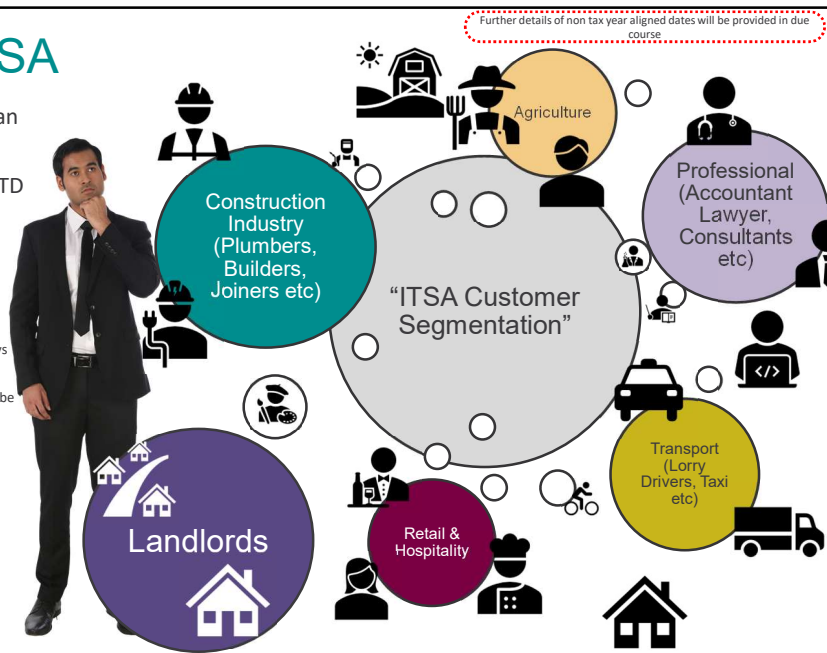 Further details of non tax year aligned dates will be provided in due
course
SA
an
TD
be
Agriculture
Professional
(Accountant
Lawyer,
Consultants
etc)
Construction
Industry
(Plumbers,
Builders,
Joiners etc)
“ITSA Customer
Segmentation”
</>
Transport
(Lorry
Drivers, Taxi
etc)
Landlords
Retail &
Hospitality